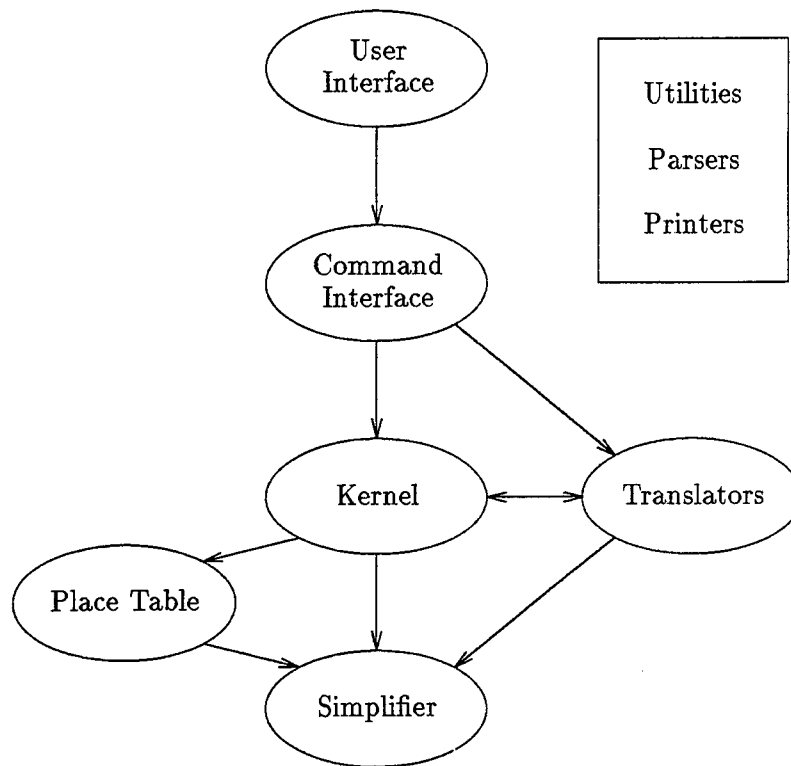 User
Interface
Utilities
Parsers
Printers
Command
Interface
Kernel
Translators
Place Table
Simplifier